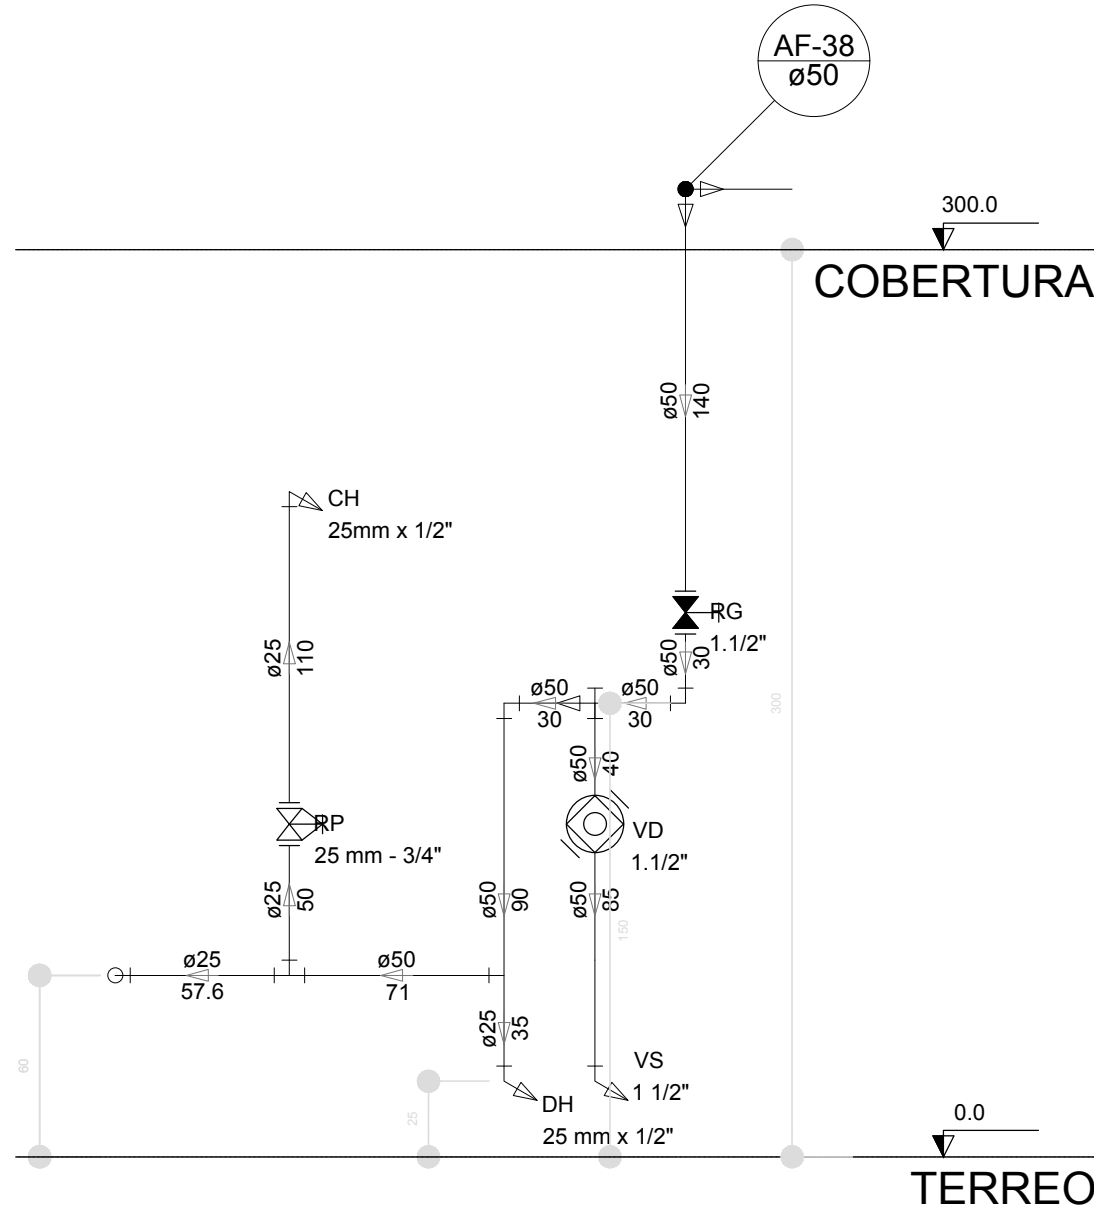 AF-38
ø50
300.0
COBERTURA
ø50
140
CH
25mm x 1/2"
RG
1.1/2"
ø50
30
ø25
110
ø50
30
ø50
30
300
ø50
40
RP
25 mm - 3/4"
VD
1.1/2"
ø25
50
ø50
90
ø50
85
150
ø25
57.6
ø50
71
ø25
35
60
VS
1 1/2"
DH
25 mm x 1/2"
25
0.0
TERREO